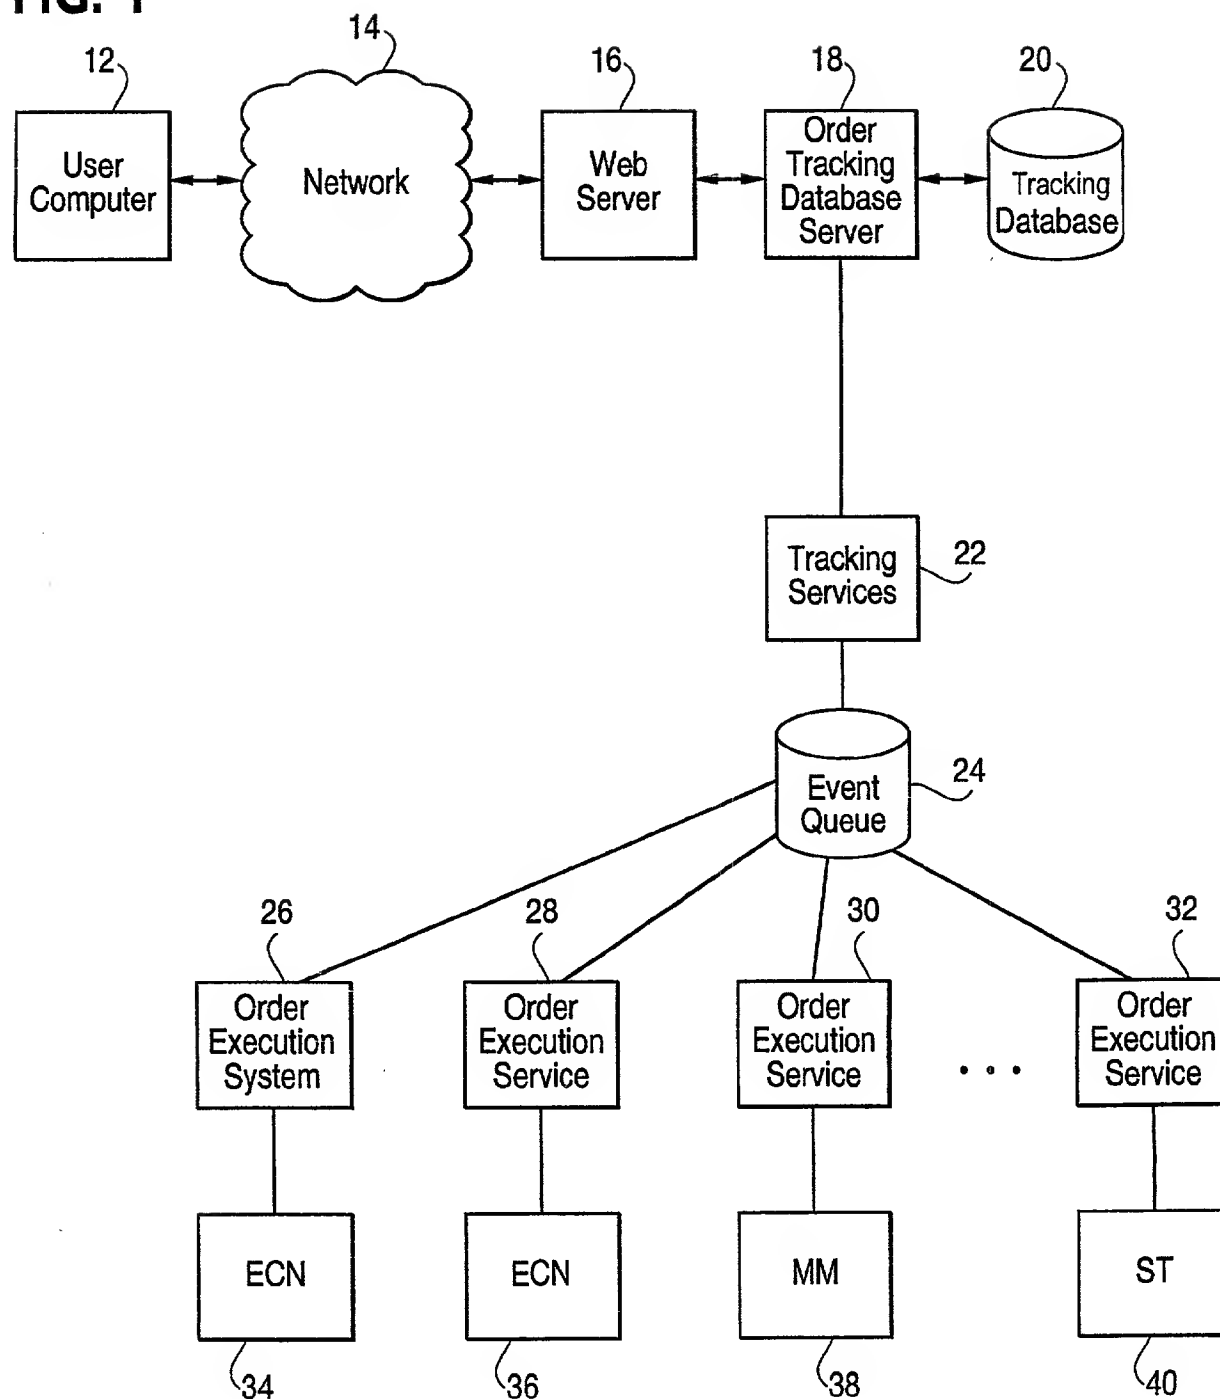 FIG. 1
12
14
16
18
20
User
Computer
Network
Web
Server
Order
Tracking
Database
Server
Tracking
Database
Tracking
Services
22
Event
Queue
24
26
28
30
32
Order
Execution
System
Order
Execution
Service
Order
Execution
Service
• • •
Order
Execution
Service
ECN
ECN
MM
ST
34
36
38
40